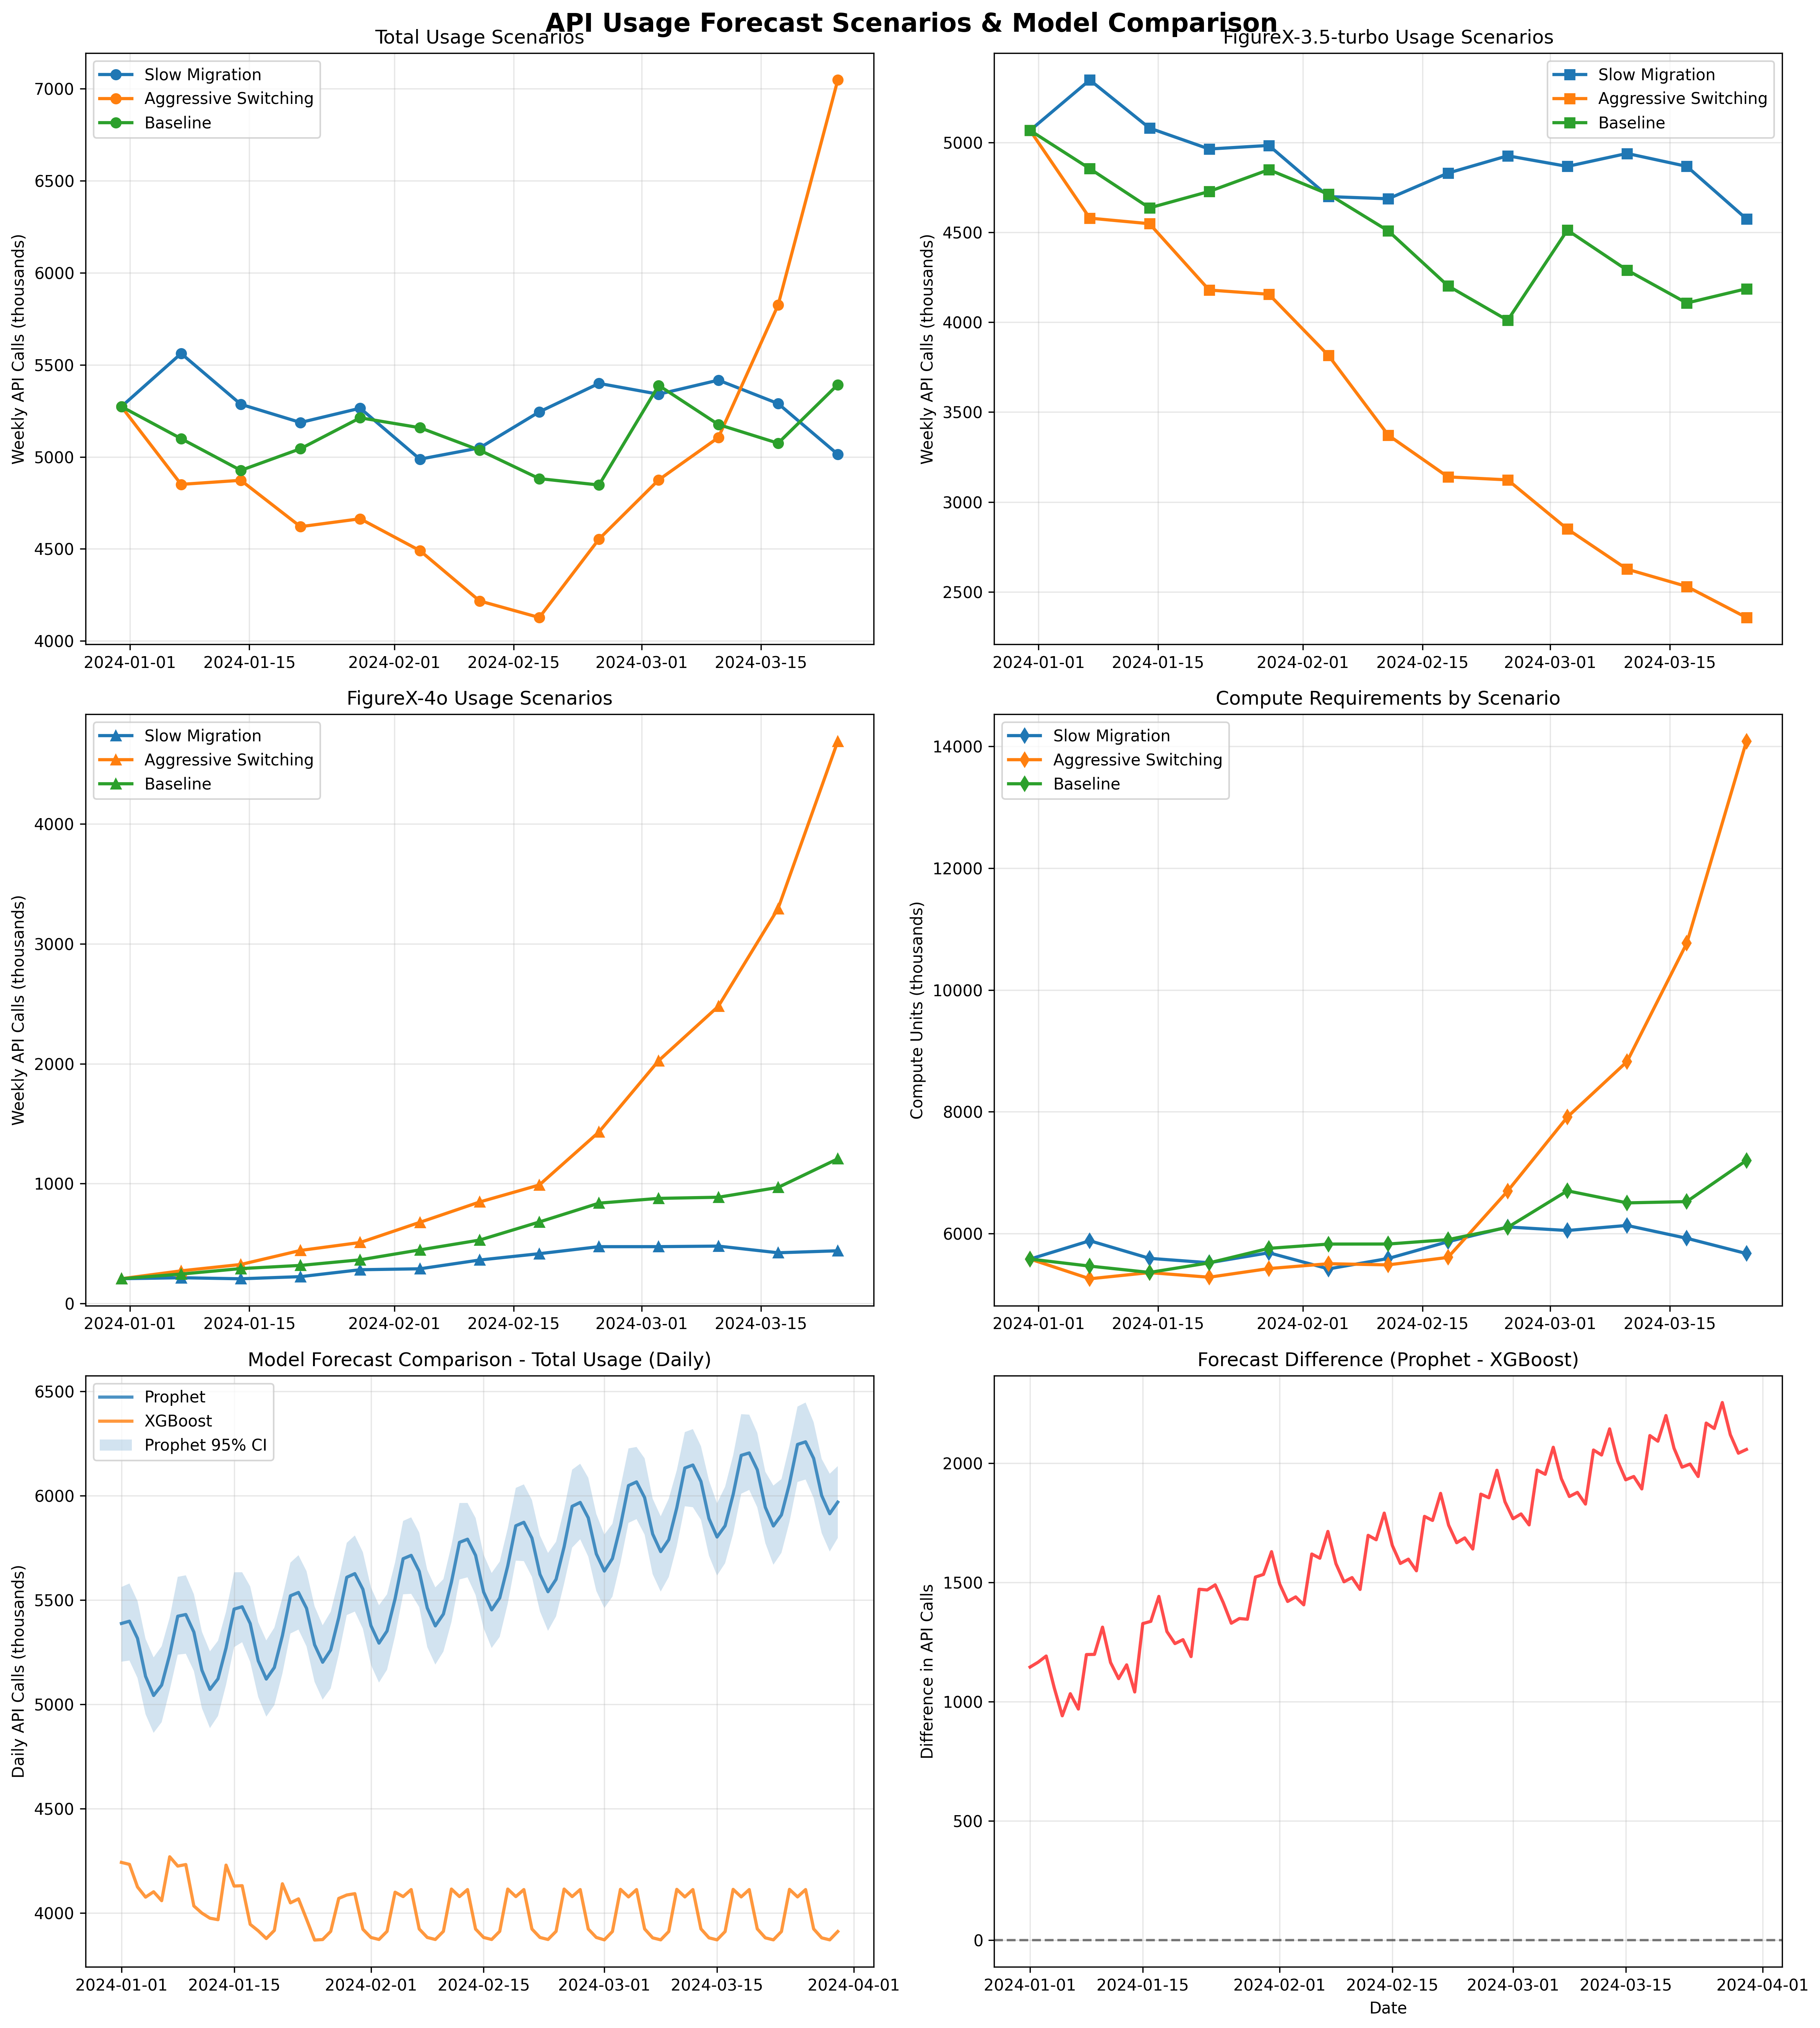 API Usage Forecast Scenarios & Model Comparison
Total Usage Scenarios
Weekly API Calls (thousands)
7000
6500
6000
5500
5000
4500
4000
Slow Migration
Aggressive Switching
Baseline
2024-01-01 2024-01-15 2024-02-01 2024-02-15 2024-03-01 2024-03-15
FigureX-3.5-turbo Usage Scenarios
Weekly API Calls (thousands)
5000
4500
4000
3500
3000
2500
Slow Migration
Aggressive Switching
Baseline
2024-01-01 2024-01-15 2024-02-01 2024-02-15 2024-03-01 2024-03-15
FigureX-4o Usage Scenarios
Weekly API Calls (thousands)
4000
3000
2000
1000
0
Slow Migration
Aggressive Switching
Baseline
2024-01-01 2024-01-15 2024-02-01 2024-02-15 2024-03-01 2024-03-15
Compute Requirements by Scenario
Compute Units (thousands)
14000
12000
10000
8000
6000
Slow Migration
Aggressive Switching
Baseline
2024-01-01 2024-01-15 2024-02-01 2024-02-15 2024-03-01 2024-03-15
Model Forecast Comparison - Total Usage (Daily)
Daily API Calls (thousands)
6500
6000
5500
5000
4500
4000
Prophet
XGBoost
Prophet 95% CI
2024-01-01 2024-01-15 2024-02-01 2024-02-15 2024-03-01 2024-03-15 2024-04-01
Forecast Difference (Prophet - XGBoost)
Difference in API Calls
2000
1500
1000
500
0
2024-01-01 2024-01-15 2024-02-01 2024-02-15 2024-03-01 2024-03-15 2024-04-01
Date